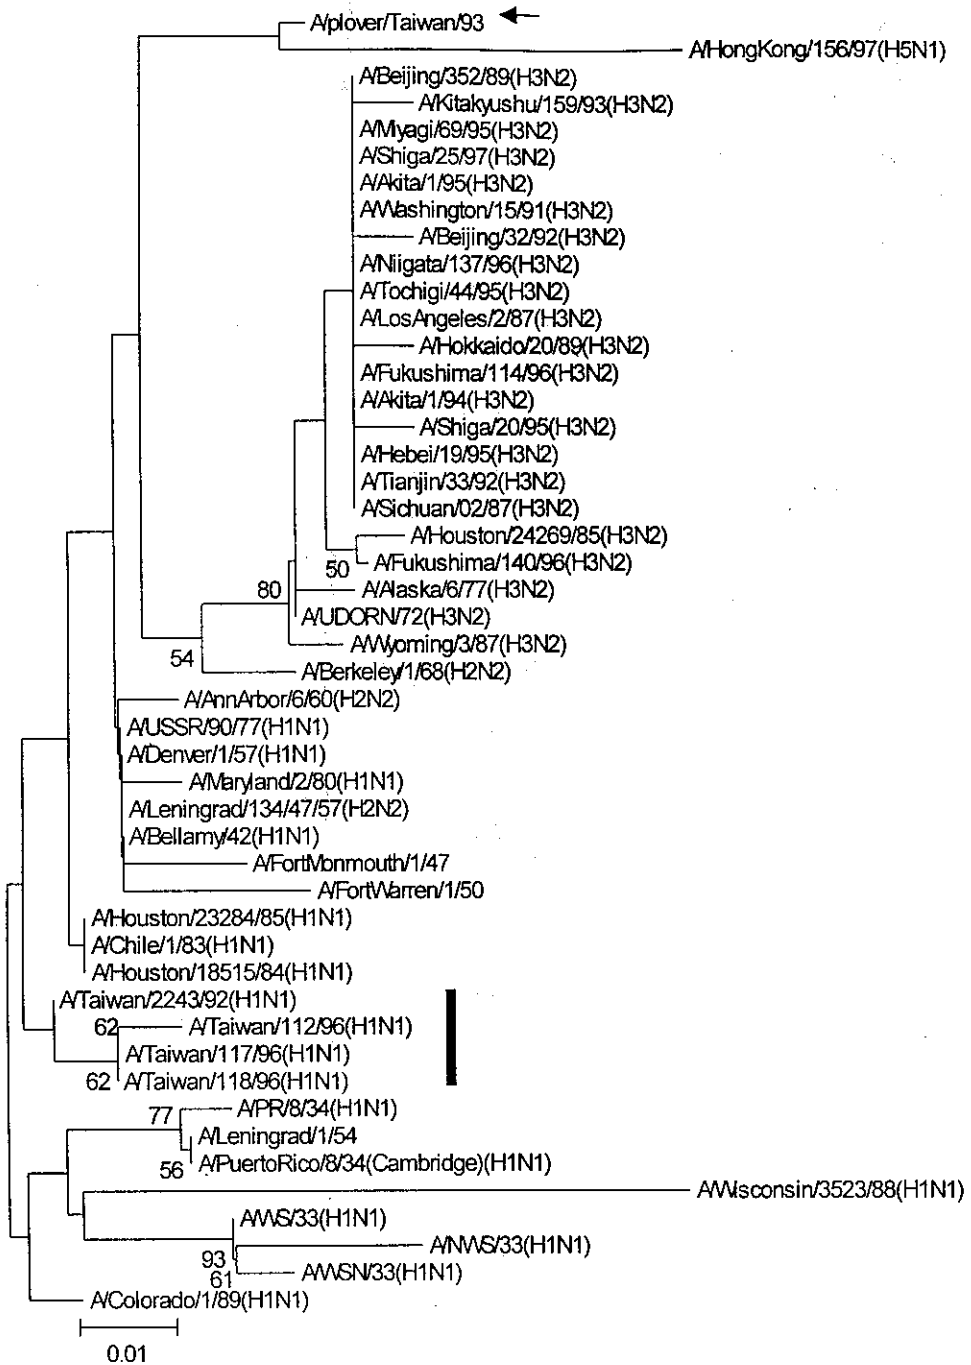 A/plover/Taiwan/93
A/HongKong/156/97(H5N1)
A/Beijing/352/89(H3N2)
A/Kitakyushu/159/93(H3N2)
A/Miyagi/69/95(H3N2)
A/Shiga/25/97(H3N2)
A/Akita/1/95(H3N2)
A/Washington/15/91(H3N2)
A/Beijing/32/92(H3N2)
A/Niigata/137/96(H3N2)
A/Tochigi/44/95(H3N2)
A/LosAngeles/2/87(H3N2)
A/Hokkaido/20/89(H3N2)
A/Fukushima/114/96(H3N2)
A/Akita/1/94(H3N2)
A/Shiga/20/95(H3N2)
A/Hebei/19/95(H3N2)
A/Tianjin/33/92(H3N2)
A/Sichuan/02/87(H3N2)
A/Houston/24269/85(H3N2)
50 A/Fukushima/140/96(H3N2)
80 A/Alaska/6/77(H3N2)
A/UDORN/72(H3N2)
A/Wyoming/3/87(H3N2)
54
A/Berkeley/1/68(H2N2)
A/AnnArbor/6/60(H2N2)
A/USSR/90/77(H1N1)
A/Denver/1/57(H1N1)
A/Maryland/2/80(H1N1)
A/Leningrad/134/47/57(H2N2)
A/Bellamy/42(H1N1)
A/FortMonmouth/1/47
A/FortWarren/1/50
A/Houston/23284/85(H1N1)
A/Chile/1/83(H1N1)
A/Houston/18515/84(H1N1)
A/Taiwan/2243/92(H1N1)
62 A/Taiwan/112/96(H1N1)
A/Taiwan/117/96(H1N1)
62 A/Taiwan/118/96(H1N1)
77 A/PR/8/34(H1N1)
A/Leningrad/1/54
56 A/PuertoRico/8/34(Cambridge)(H1N1)
A/Wisconsin/3523/88(H1N1)
A/WS/33(H1N1)
A/NWS/33(H1N1)
93
61 A/WSN/33(H1N1)
A/Colorado/1/89(H1N1)
0.01